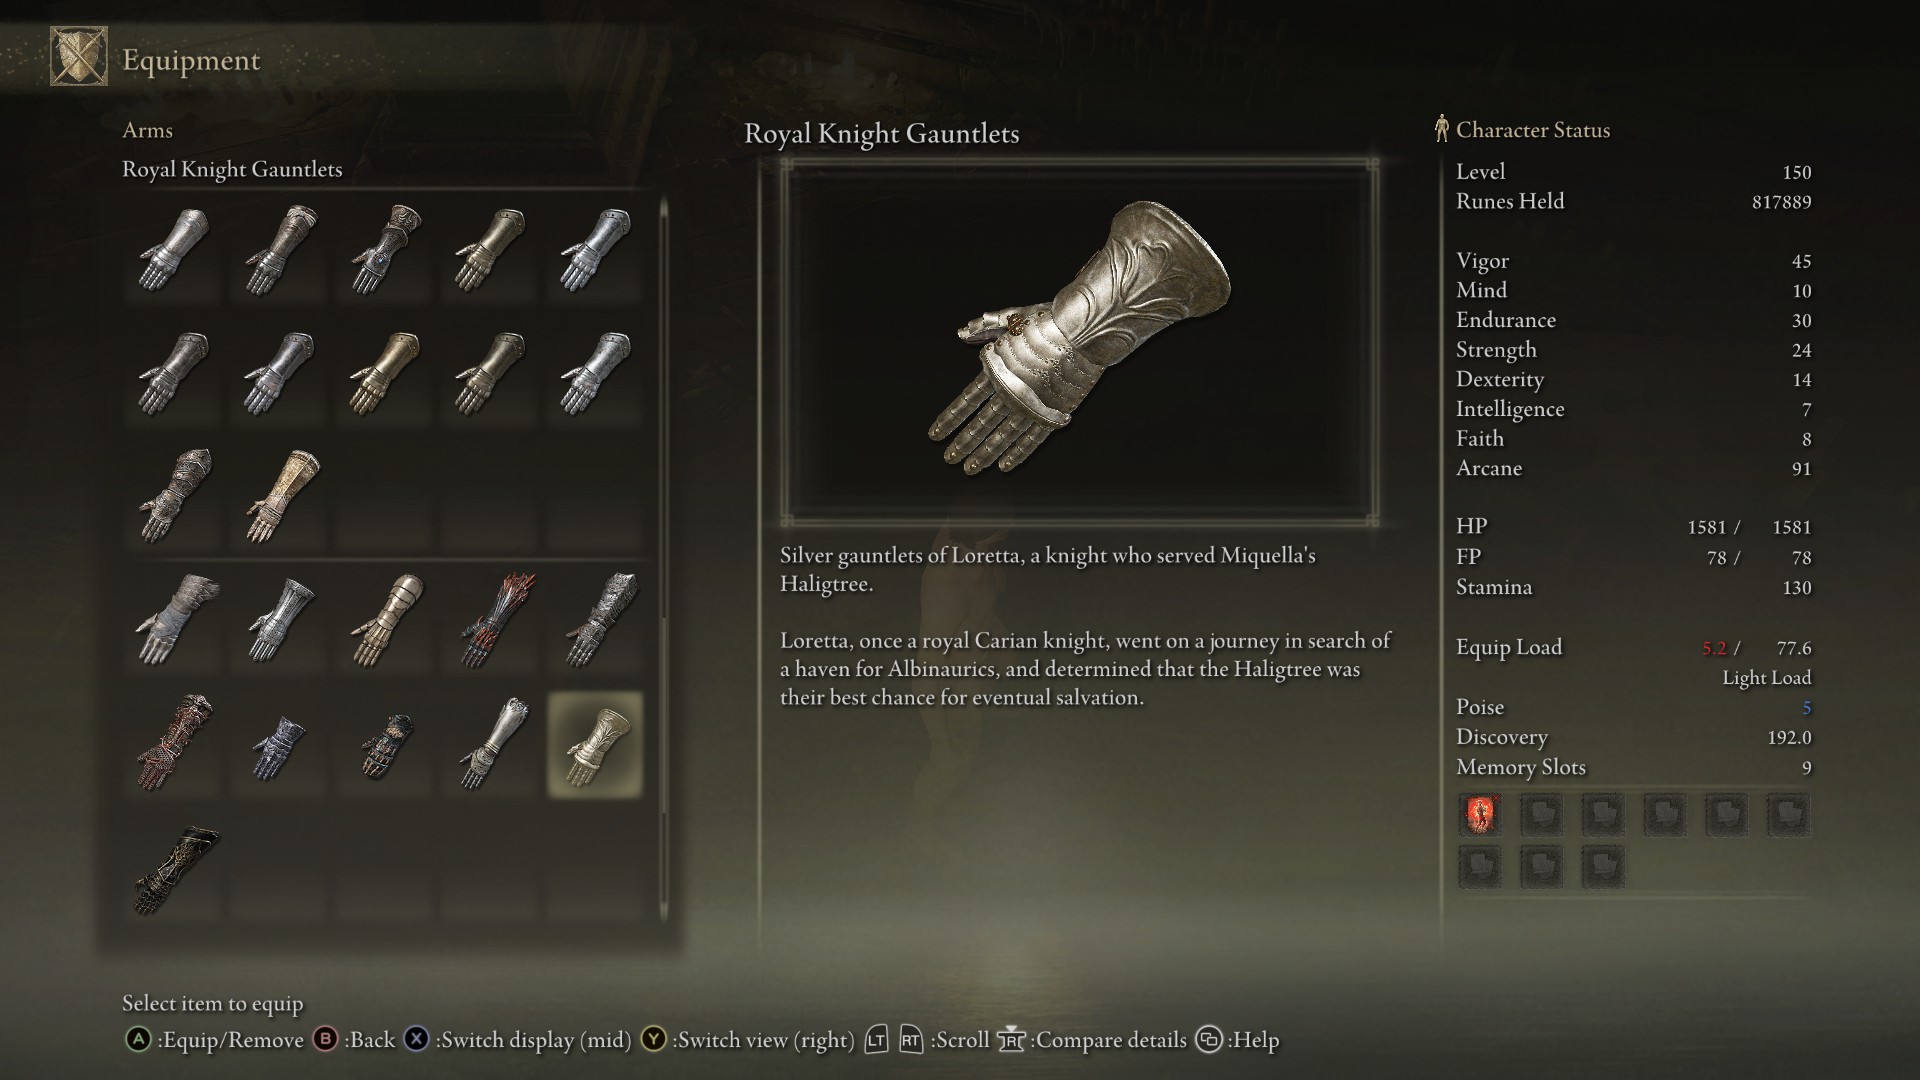 Equipment
Arms
Royal Knight Gauntlets
Royal Knight Gauntlets
Silver gauntlets of Loretta, a knight who served Miquella's
Haligtree.
Loretta, once a royal Carian knight, went on a journey in search of
a haven for Albinaurics, and determined that the Haligtree was
their best chance for eventual salvation.
Character Status
Level 150
Runes Held 817889
Vigor 45
Mind 10
Endurance 30
Strength 24
Dexterity 14
Intelligence 7
Faith 8
Arcane 91
HP 1581 / 1581
FP 78 / 78
Stamina 130
Equip Load 5.2 / 77.6
Light Load
Poise 5
Discovery 192.0
Memory Slots 9
Select item to equip
A :Equip/Remove B :Back X :Switch display (mid) Y :Switch view (right) LT RT :Scroll R :Compare details :Help